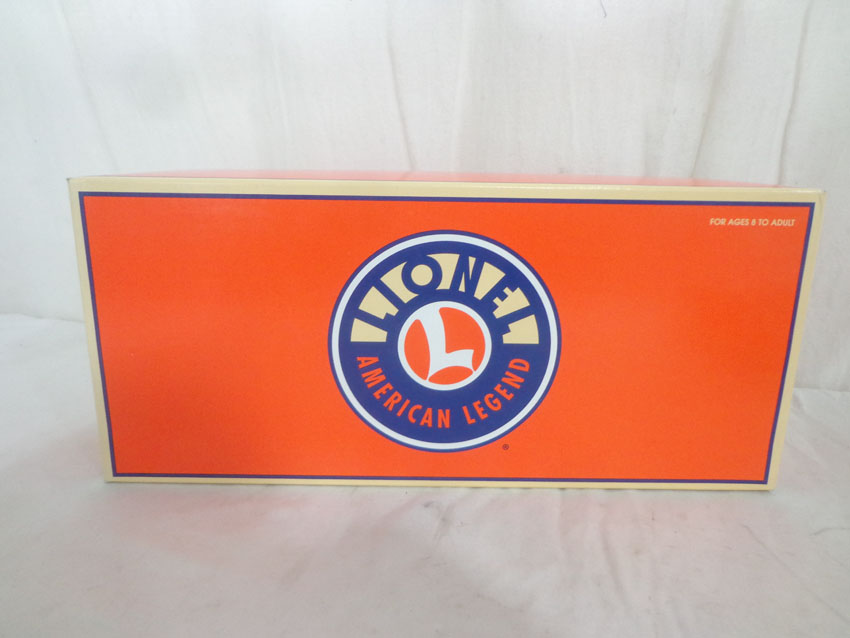 FOR AGES 8 TO ADULT
LIONEL
L
AMERICAN LEGEND
®